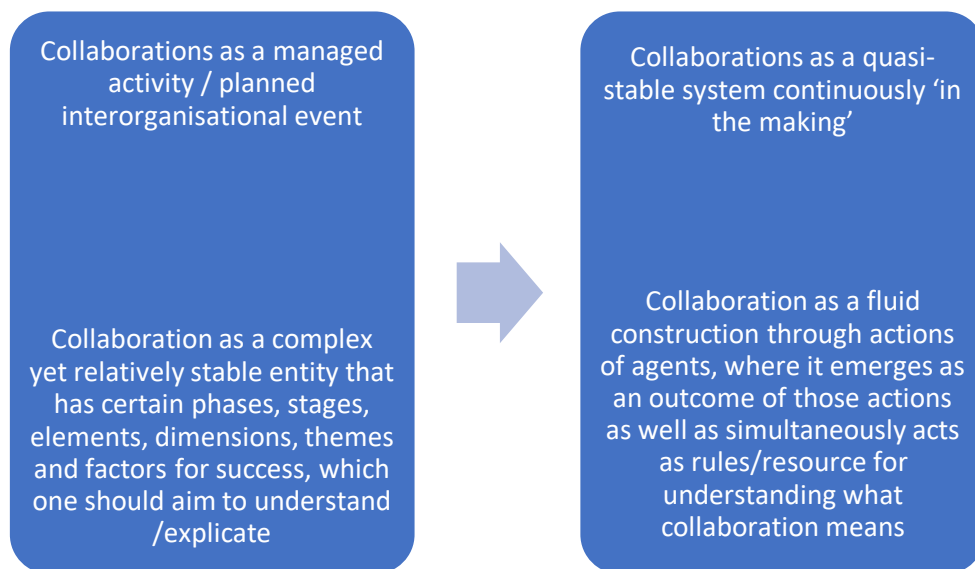 Collaborations as a managed
activity / planned
interorganisational event
Collaboration as a complex
yet relatively stable entity that
has certain phases, stages,
elements, dimensions, themes
and factors for success, which
one should aim to understand
/explicate
Collaborations as a quasi-
stable system continuously ‘in
the making’
Collaboration as a fluid
construction through actions
of agents, where it emerges as
an outcome of those actions
as well as simultaneously acts
as rules/resource for
understanding what
collaboration means